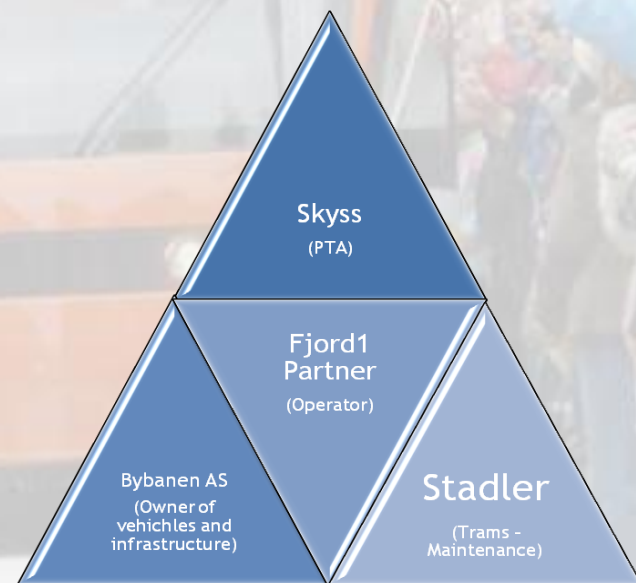 Skyss
(PTA)
Fjord1
Partner
(Operator)
Bybanen AS
(Owner of
vehichles and
infrastructure)
Stadler
(Trams -
Maintenance)